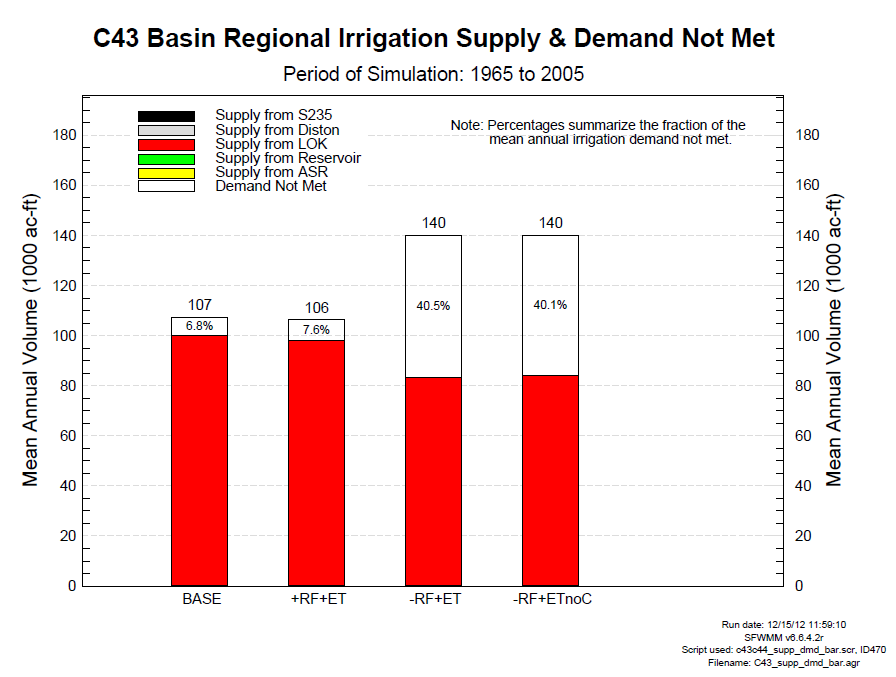 C43 Basin Regional Irrigation Supply & Demand Not Met
Period of Simulation: 1965 to 2005
Supply from S235
Supply from Diston
Supply from LOK
Supply from Reservoir
Supply from ASR
Demand Not Met
Note: Percentages summarize the fraction of the
mean annual irrigation demand not met.
Mean Annual Volume (1000 ac-ft)
180
160
140
120
100
80
60
40
20
0
107
6.8%
106
7.6%
140
40.5%
140
40.1%
BASE
+RF+ET
-RF+ET
-RF+ETnoC
180
160
140
120
100
80
60
40
20
0
Mean Annual Volume (1000 ac-ft)
Run date: 12/15/12 11:59:10
SFWMM v6.6.4.2r
Script used: c43c44_supp_dmd_bar.scr, ID470
Filename: C43_supp_dmd_bar.agr